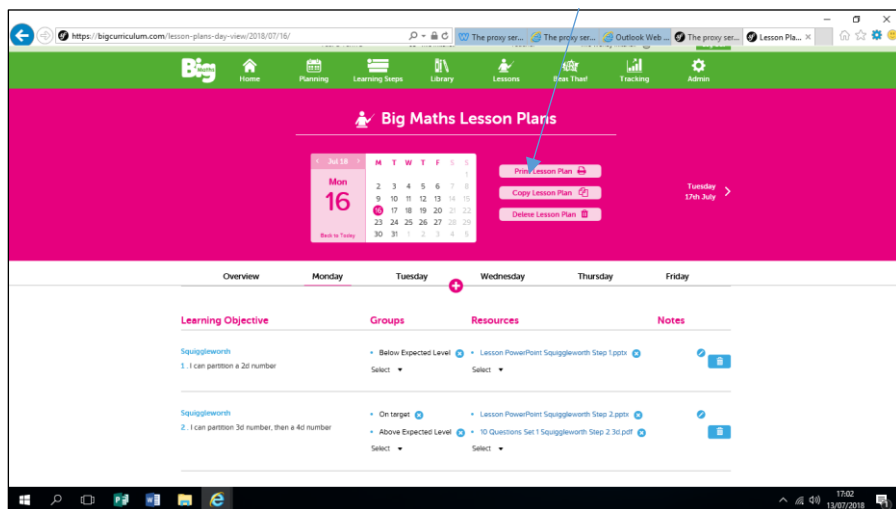 https://bigcurriculum.com/lesson-plans-day-view/2018/07/16/
The proxy ser...
The proxy ser...
Outlook Web ...
The proxy ser...
Lesson Pla...
Big
Home
Planning
Learning Steps
Library
Lessons
Beat That!
Tracking
Admin
Big Maths Lesson Plans
Jul 18
Mon
16
Back to Today
M T W T F S S
1
2 3 4 5 6 7 8
9 10 11 12 13 14 15
16 17 18 19 20 21 22
23 24 25 26 27 28 29
30 31 1 2 3 4 5
Print Lesson Plan
Copy Lesson Plan
Delete Lesson Plan
Tuesday
17th July
Overview Monday Tuesday Wednesday Thursday Friday
Learning Objective Groups Resources Notes
Squiggleworth
1 . I can partition a 2d number
• Below Expected Level
Select
• Lesson PowerPoint Squiggleworth Step 1.pptx
Select
Squiggleworth
2 . I can partition 3d number, then a 4d number
• On target
• Above Expected Level
Select
• Lesson PowerPoint Squiggleworth Step 2.pptx
• 10 Questions Set 1 Squiggleworth Step 2 3d.pdf
Select
17:02
13/07/2018